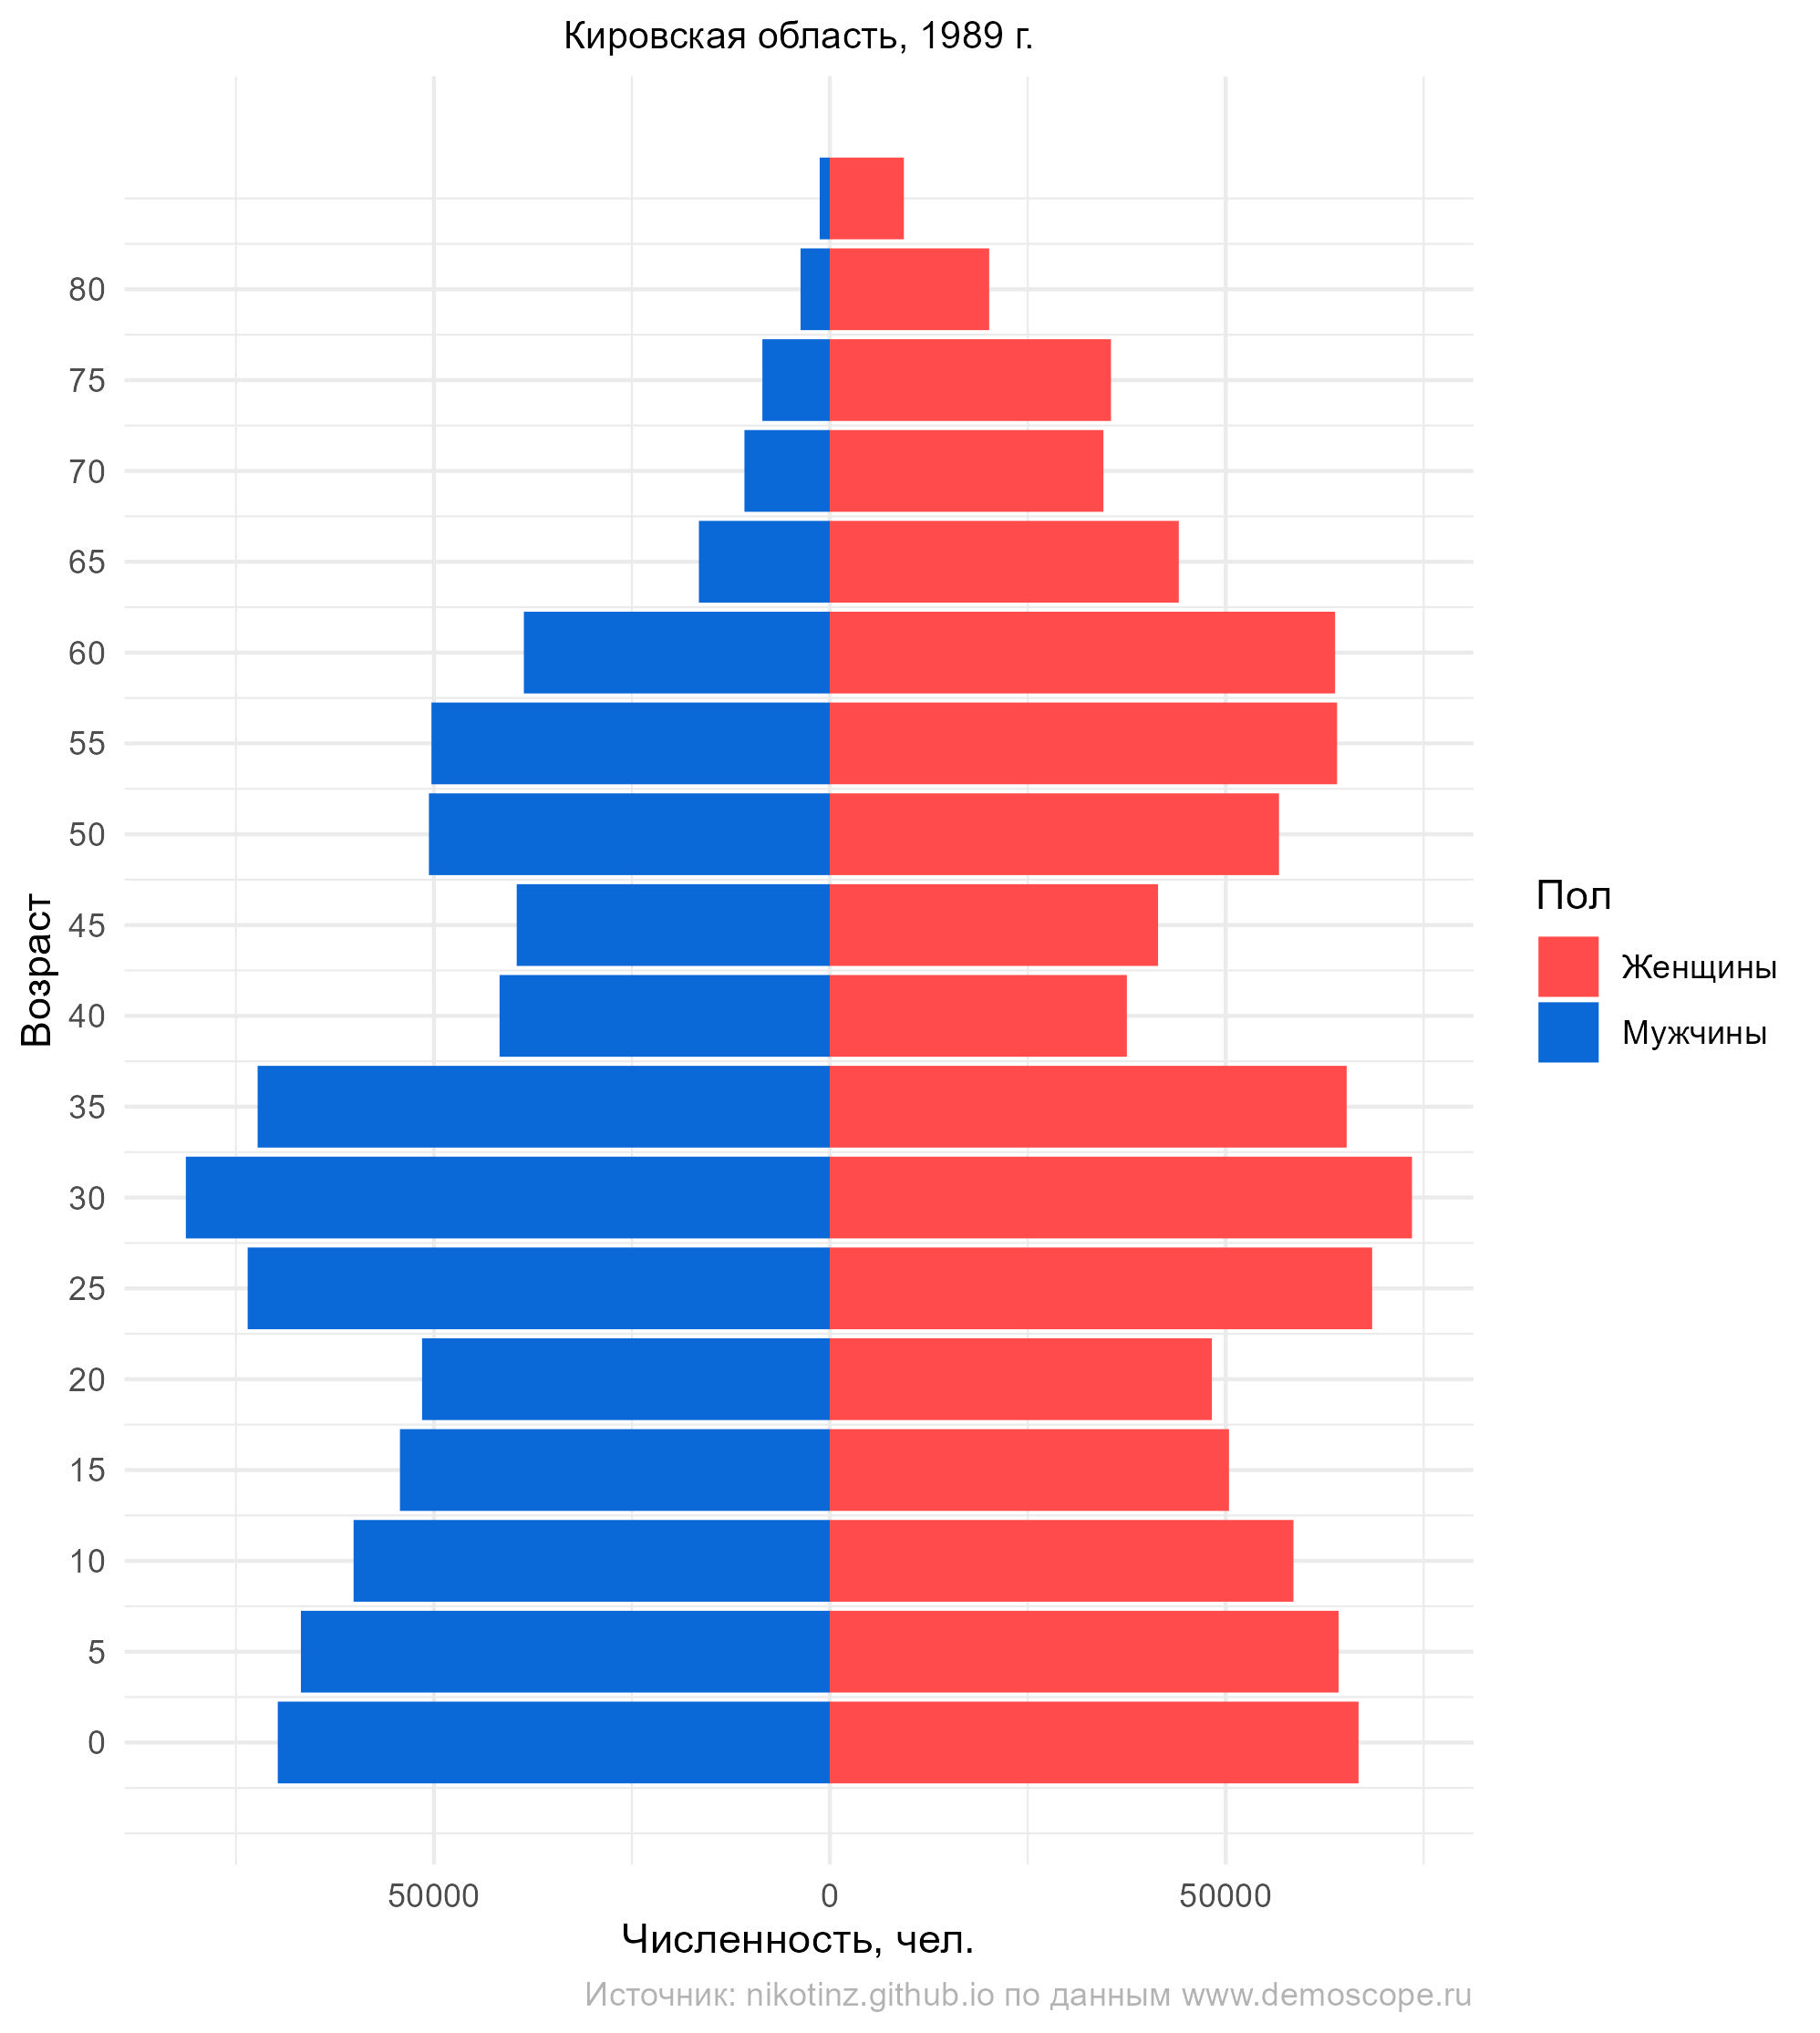 Кировская область, 1989 г.
80
75
70
65
60
55
50
45
40
35
30
25
20
15
10
5
0
Возраст
50000 0 50000
Численность, чел.
Пол
Женщины
Мужчины
Источник: nikotinz.github.io по данным www.demoscope.ru